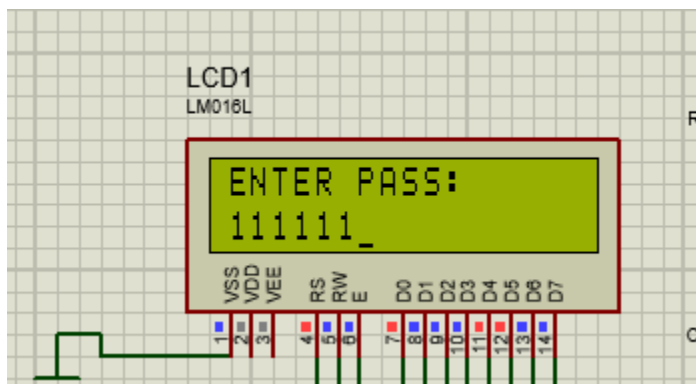 LCD1
LM016L
R
ENTER PASS:
111111_
VSS VDD VEE RS RW E D0 D1 D2 D3 D4 D5 D6 D7
1 2 3 4 5 6 7 8 9 10 11 12 13 14